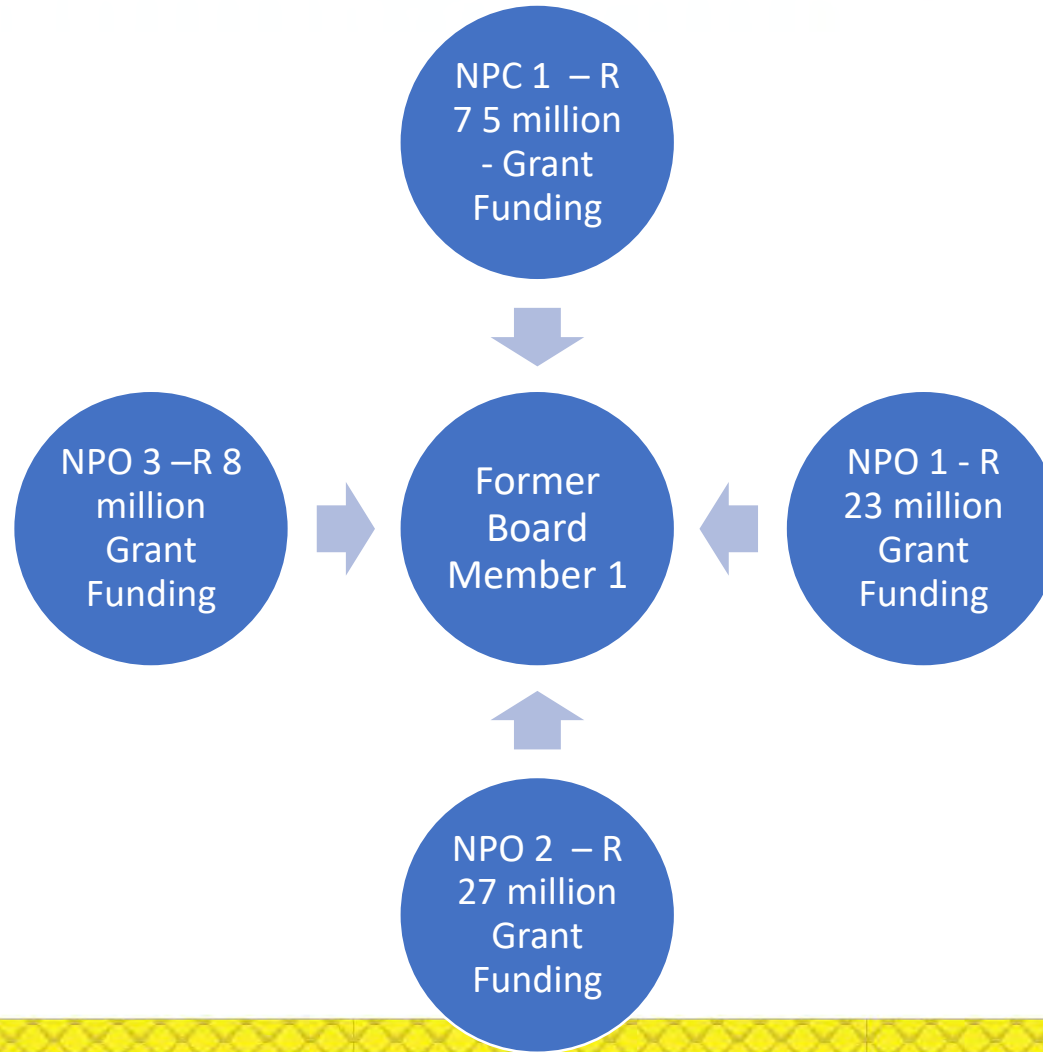 NPC 1 – R
7 5 million
- Grant
Funding
NPO 3 –R 8
million
Grant
Funding
Former
Board
Member 1
NPO 1 - R
23 million
Grant
Funding
NPO 2 – R
27 million
Grant
Funding